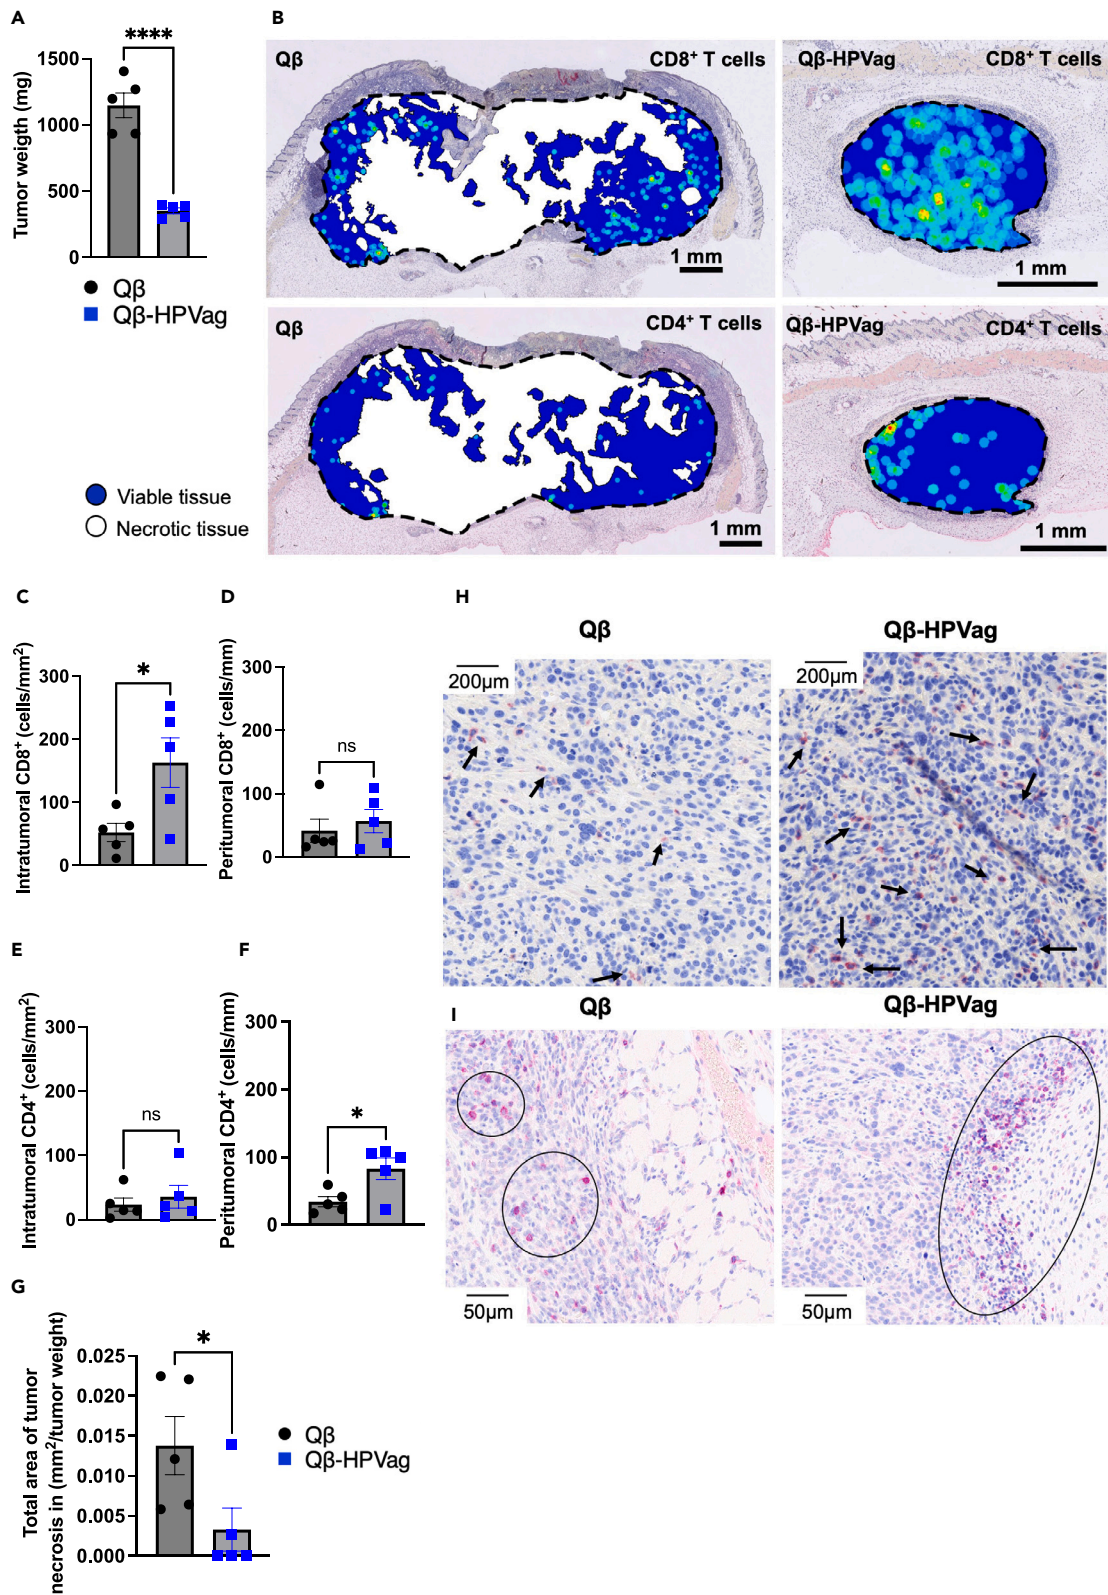 A
****
Tumor weigth (mg)
1500
1000
500
0
Qβ
Qβ-HPVag
B
Qβ
CD8⁺ T cells
1 mm
Qβ-HPVag
CD8⁺ T cells
1 mm
Qβ
CD4⁺ T cells
1 mm
Qβ-HPVag
CD4⁺ T cells
1 mm
Viable tissue
Necrotic tissue
C
Intratumoral CD8⁺ (cells/mm²)
300
200
100
0
*
D
Peritumoral CD8⁺ (cells/mm)
300
200
100
0
ns
E
Intratumoral CD4⁺ (cells/mm²)
300
200
100
0
ns
F
Peritumoral CD4⁺ (cells/mm)
300
200
100
0
*
G
Total area of tumor
necrosis in (mm²/tumor weight)
0.025
0.020
0.015
0.010
0.005
0.000
*
Qβ
Qβ-HPVag
H
Qβ
200µm
Qβ-HPVag
200µm
I
Qβ
50µm
Qβ-HPVag
50µm